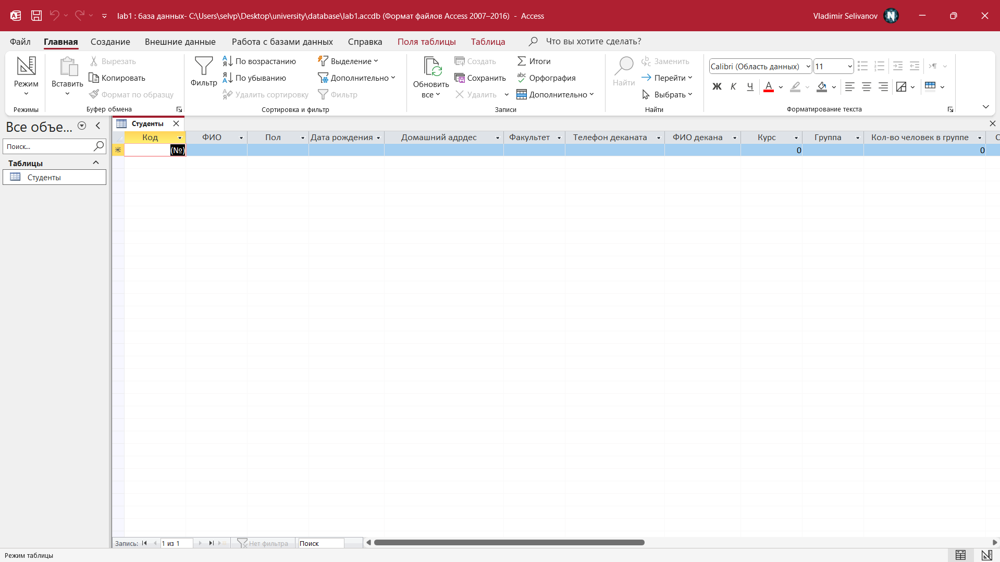 lab1 : база данных- C:\Users\selvp\Desktop\university\database\lab1.accdb (Формат файлов Access 2007–2016)  -  Access
Vladimir Selivanov
Файл Главная Создание Внешние данные Работа с базами данных Справка Поля таблицы Таблица Что вы хотите сделать?
Режим
Режимы
Вставить
Вырезать
Копировать
Формат по образцу
Буфер обмена
Фильтр
По возрастанию
По убыванию
Удалить сортировку
Выделение
Дополнительно
Фильтр
Сортировка и фильтр
Обновить
все
Создать
Сохранить
Удалить
Итоги
Орфография
Дополнительно
Записи
Найти
Заменить
Перейти
Выбрать
Найти
Calibri (Область данных) 11
Ж К Ч
Форматирование текста
Все объе...
Поиск...
Таблицы
Студенты
Студенты
Код ФИО Пол Дата рождения Домашний адрдес Факультет Телефон деканата ФИО декана Курс Группа Кол-во человек в группе С
(№) 0 0
Запись: 1 из 1 Нет фильтра Поиск
Режим таблицы